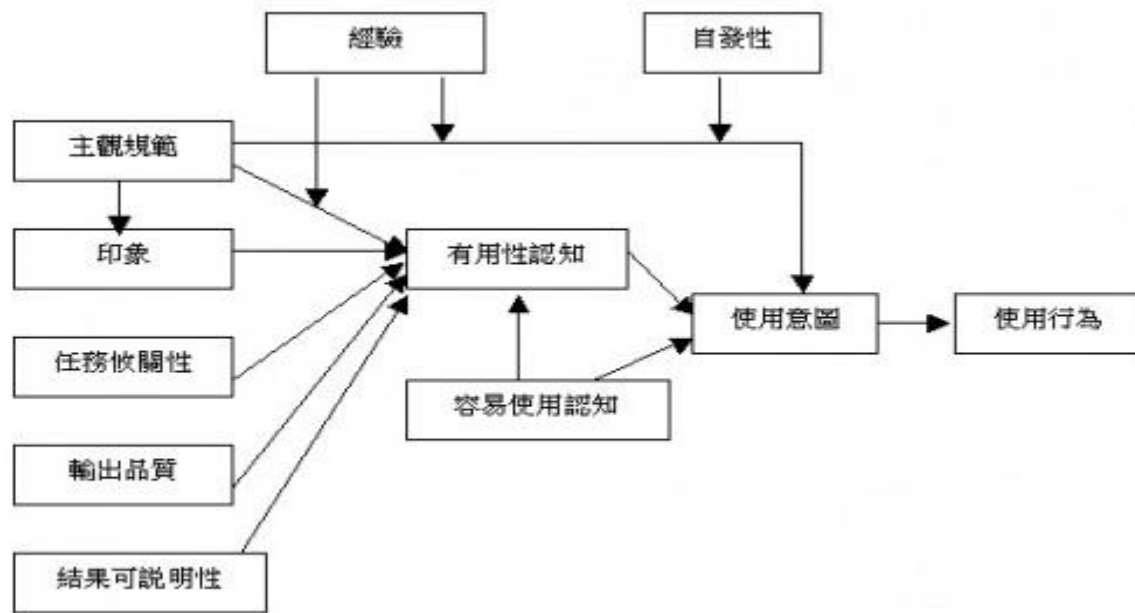 經驗
自發性
主觀規範
印象
有用性認知
使用意圖
使用行為
任務攸關性
容易使用認知
輸出品質
結果可說明性